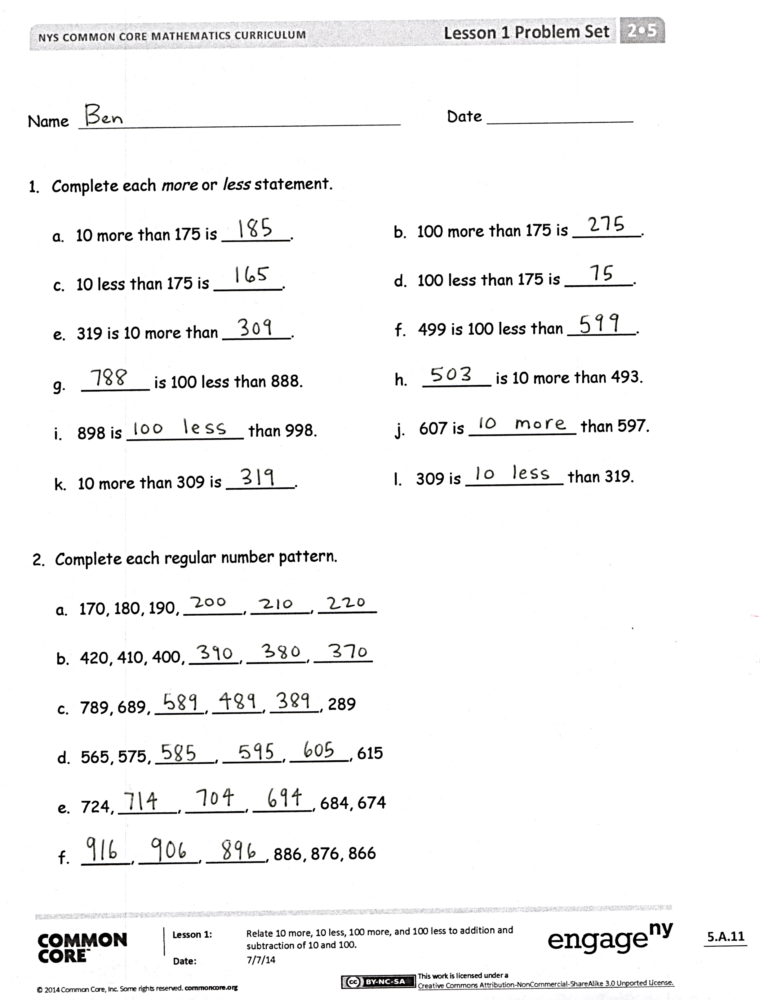 NYS COMMON CORE MATHEMATICS CURRICULUM Lesson 1 Problem Set 2•5
Name Ben Date
1. Complete each more or less statement.
a. 10 more than 175 is 185. b. 100 more than 175 is 275.
c. 10 less than 175 is 165. d. 100 less than 175 is 75.
e. 319 is 10 more than 309. f. 499 is 100 less than 599.
g. 788 is 100 less than 888. h. 503 is 10 more than 493.
i. 898 is 100 less than 998. j. 607 is 10 more than 597.
k. 10 more than 309 is 319. l. 309 is 10 less than 319.
2. Complete each regular number pattern.
a. 170, 180, 190, 200, 210, 220
b. 420, 410, 400, 390, 380, 370
c. 789, 689, 589, 489, 389, 289
d. 565, 575, 585, 595, 605, 615
e. 724, 714, 704, 694, 684, 674
f. 916, 906, 896, 886, 876, 866
COMMON CORE™
Lesson 1: Relate 10 more, 10 less, 100 more, and 100 less to addition and
subtraction of 10 and 100.
Date: 7/7/14
engageny 5.A.11
© 2014 Common Core, Inc. Some rights reserved. commoncore.org
cc BY-NC-SA This work is licensed under a
Creative Commons Attribution-NonCommercial-ShareAlike 3.0 Unported License.